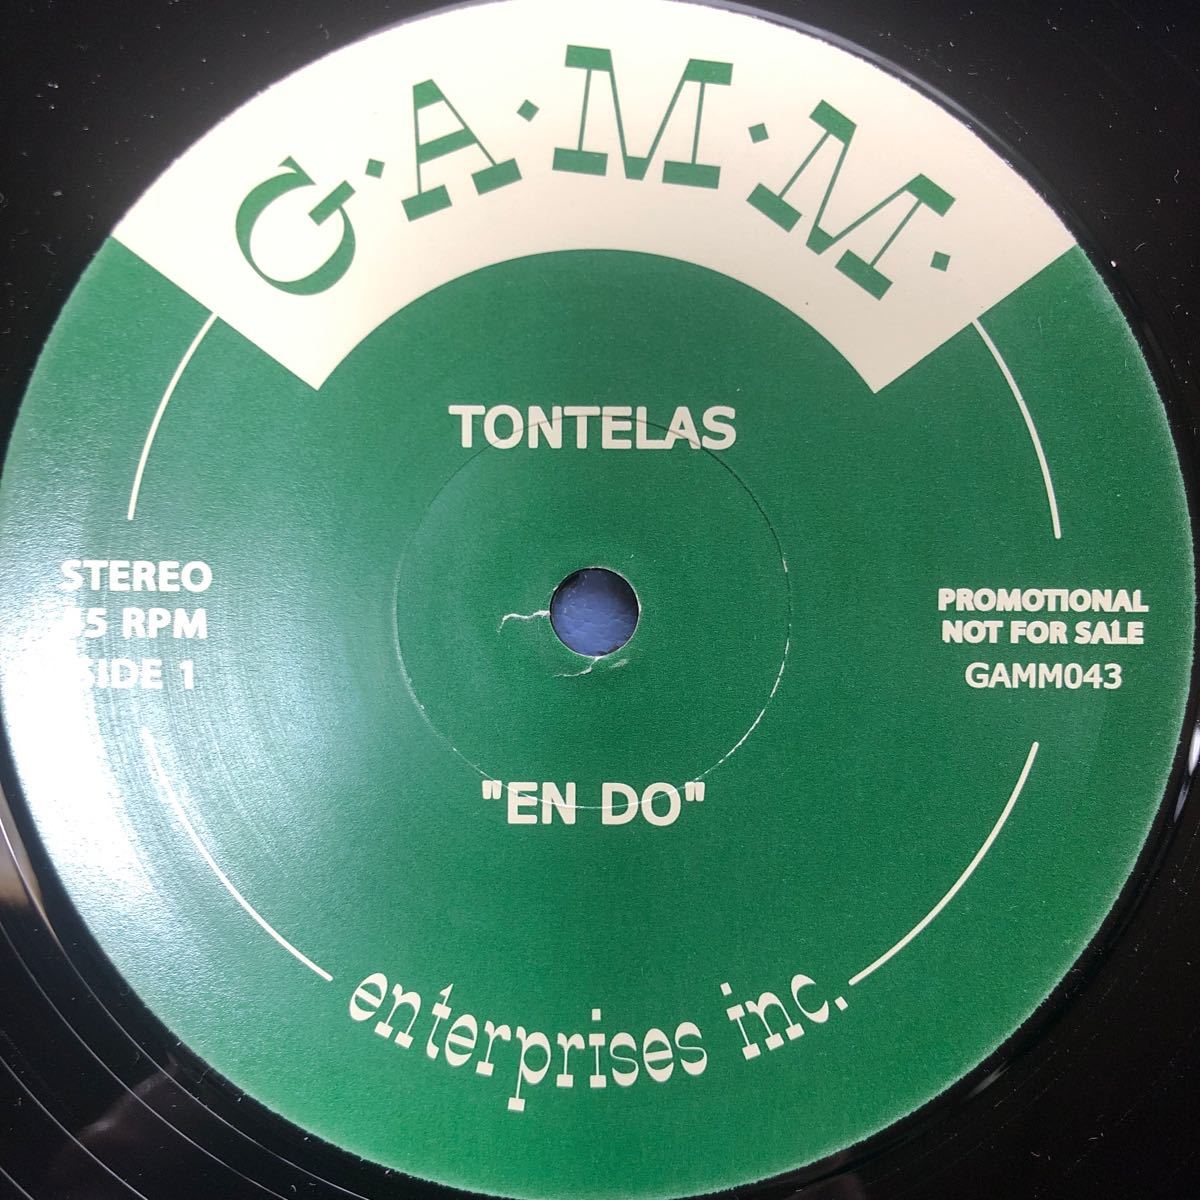 G·A·M·M·
TONTELAS
STEREO
45 RPM
SIDE 1
PROMOTIONAL
NOT FOR SALE
GAMM043
"EN DO"
enterprises inc.